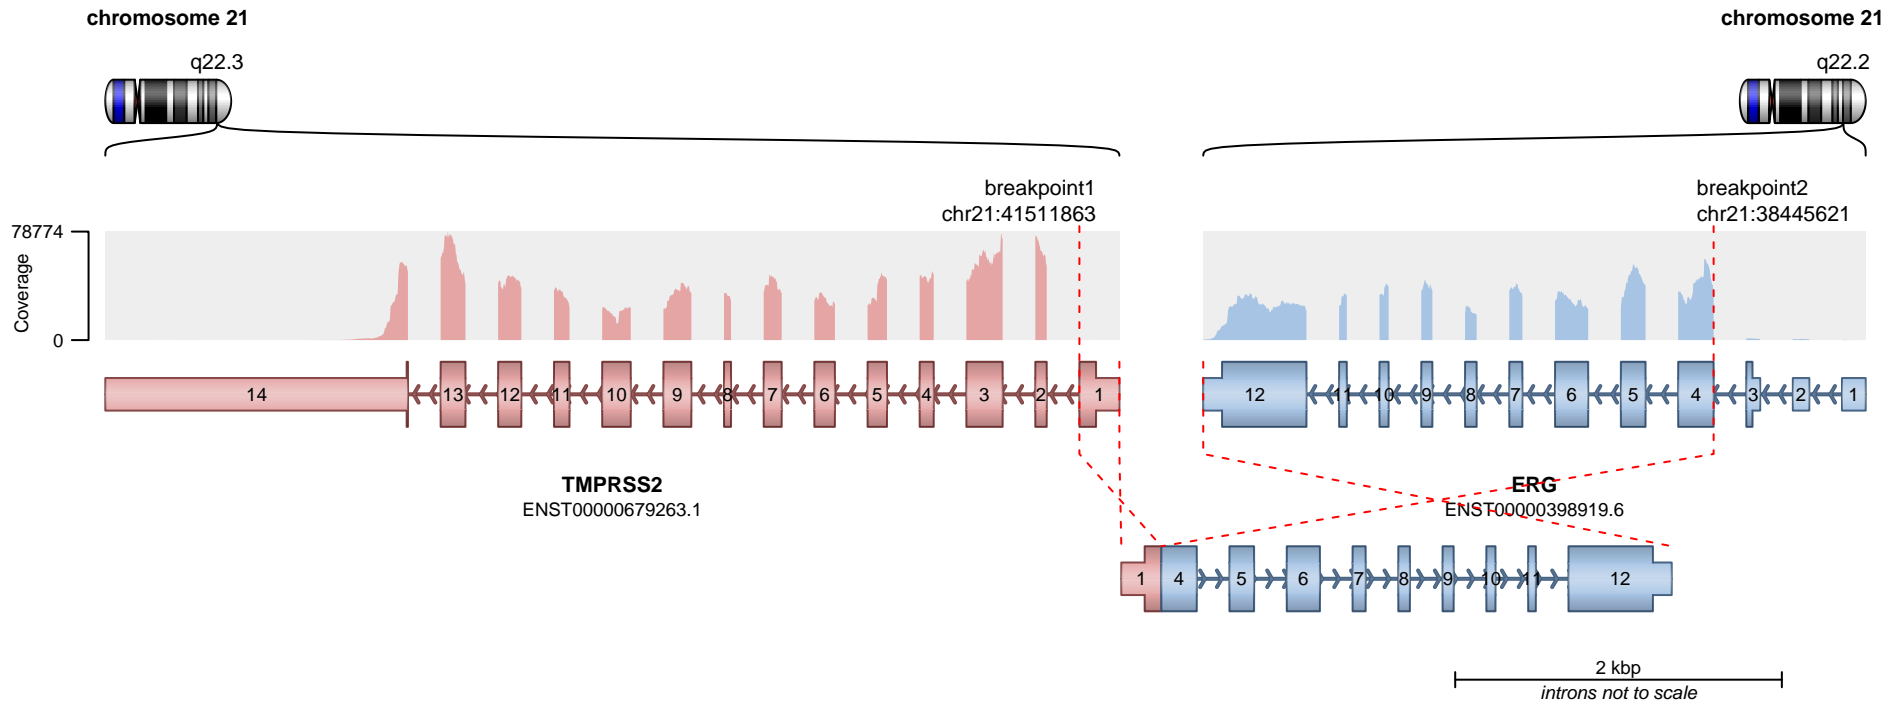 chromosome 21
chromosome 21
q22.3
q22.2
breakpoint1
chr21:41511863
breakpoint2
chr21:38445621
78774
0
Coverage
14 13 12 11 10 9 8 7 6 5 4 3 2 1
12 11 10 9 8 7 6 5 4 3 2 1
TMPRSS2
ENST00000679263.1
ERG
ENST00000398919.6
1 4 5 6 7 8 9 10 11 12
2 kbp
introns not to scale